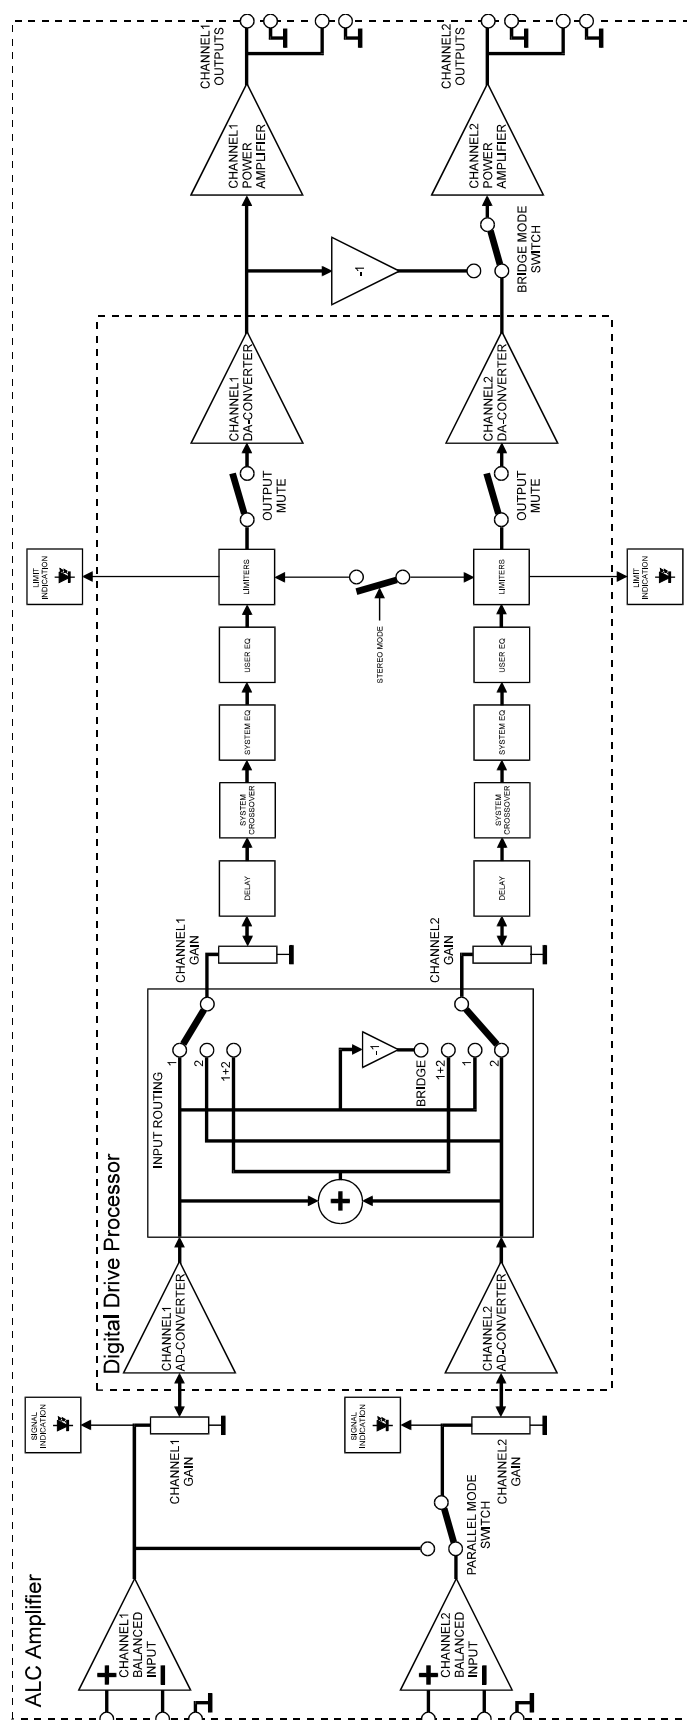 ALC Amplifier
Digital Drive Processor
CHANNEL1
BALANCED
INPUT
+
−
CHANNEL2
BALANCED
INPUT
+
−
PARALLEL MODE
SWITCH
SIGNAL
INDICATION
CHANNEL1
GAIN
SIGNAL
INDICATION
CHANNEL2
GAIN
CHANNEL1
AD-CONVERTER
CHANNEL2
AD-CONVERTER
INPUT ROUTING
+
1
2
1+2
-1
BRIDGE
1+2
1
2
CHANNEL1
GAIN
CHANNEL2
GAIN
DELAY
SYSTEM
CROSSOVER
SYSTEM EQ
USER EQ
LIMITERS
DELAY
SYSTEM
CROSSOVER
SYSTEM EQ
USER EQ
LIMITERS
STEREO MODE
LIMIT
INDICATION
LIMIT
INDICATION
OUTPUT
MUTE
OUTPUT
MUTE
CHANNEL1
DA-CONVERTER
CHANNEL2
DA-CONVERTER
-1
BRIDGE MODE
SWITCH
CHANNEL1
POWER
AMPLIFIER
CHANNEL2
POWER
AMPLIFIER
CHANNEL1
OUTPUTS
CHANNEL2
OUTPUTS